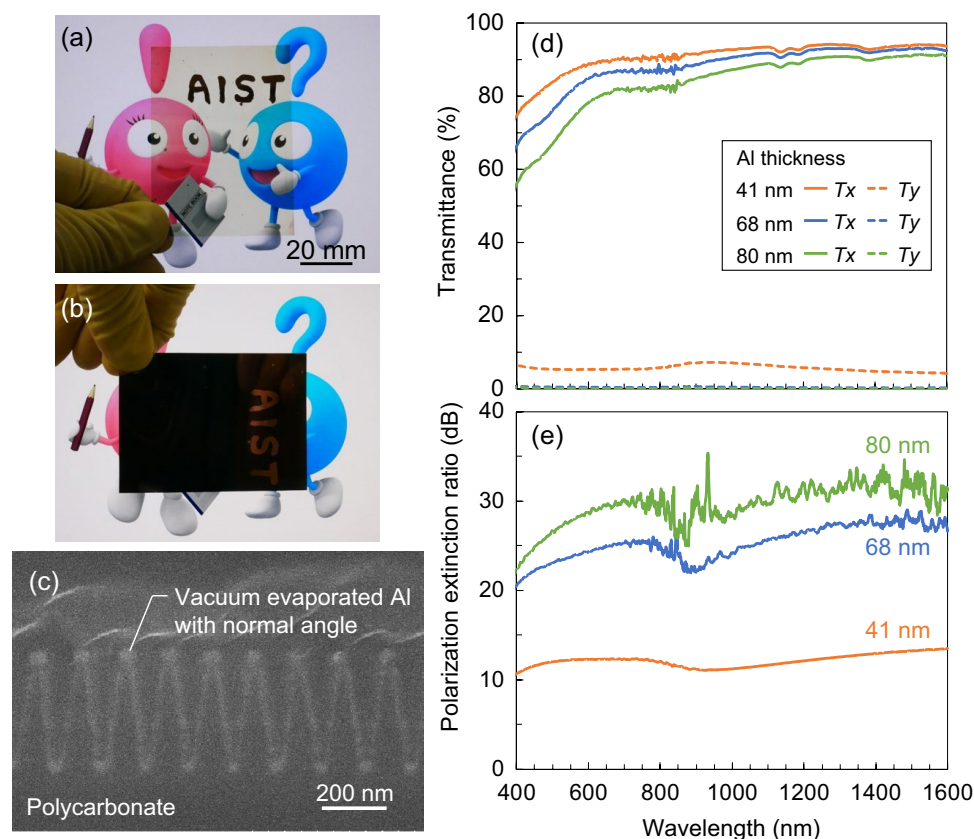 (a)
AIST
NOTE BOOK
20 mm
(b)
AIST
(c)
Vacuum evaporated Al
with normal angle
Polycarbonate
200 nm
(d)
Transmittance (%)
100
80
60
40
20
0
Al thickness
41 nm Tx Ty
68 nm Tx Ty
80 nm Tx Ty
(e)
Polarization extinction ratio (dB)
40
30
20
10
0
80 nm
68 nm
41 nm
400 600 800 1000 1200 1400 1600
Wavelength (nm)